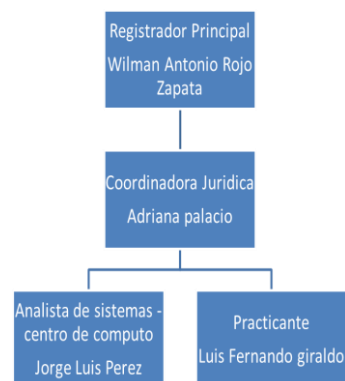 Registrador Principal
Wilman Antonio Rojo
Zapata
Coordinadora Juridica
Adriana palacio
Analista de sistemas -
centro de computo
Jorge Luis Perez
Practicante
Luis Fernando giraldo